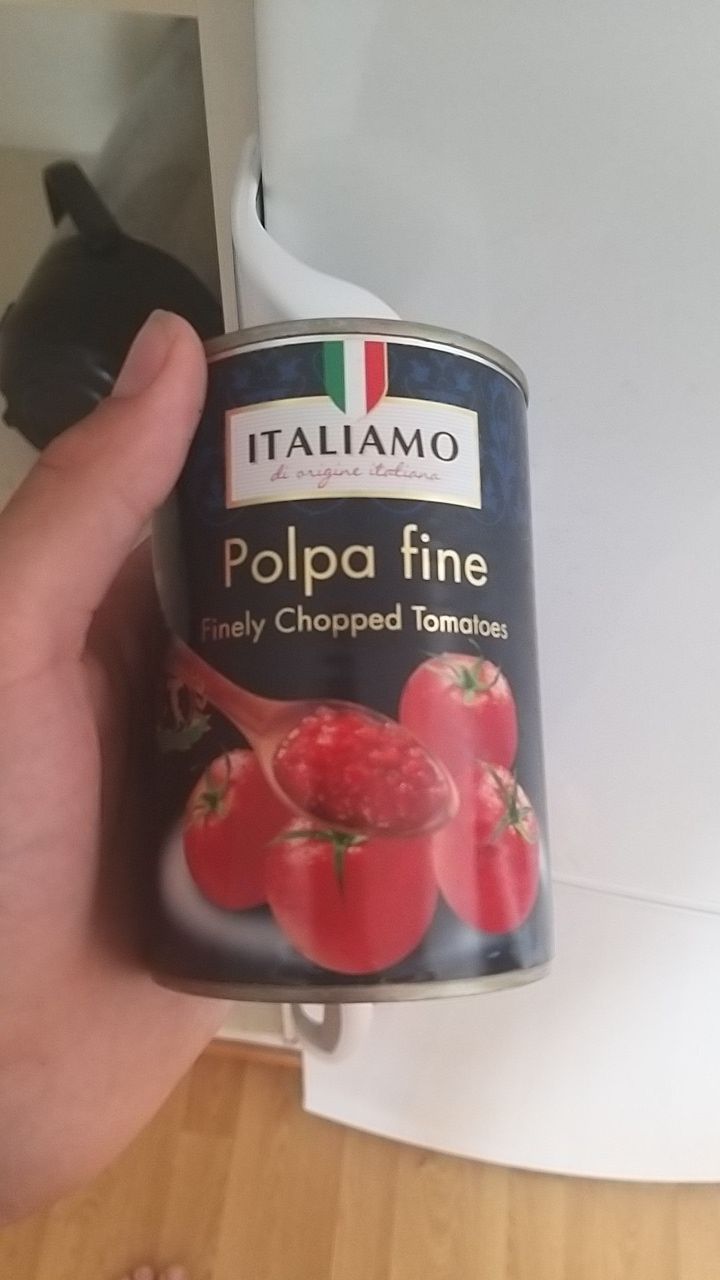 ITALIAMO
di origine italiana
Polpa fine
Finely Chopped Tomatoes